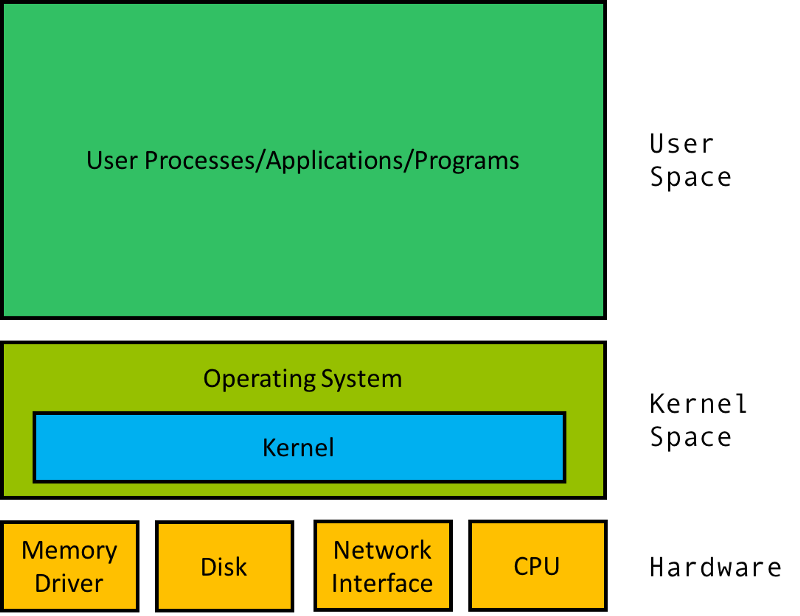 User Processes/Applications/Programs
User
Space
Operating System
Kernel
Kernel
Space
Memory
Driver
Disk
Network
Interface
CPU
Hardware